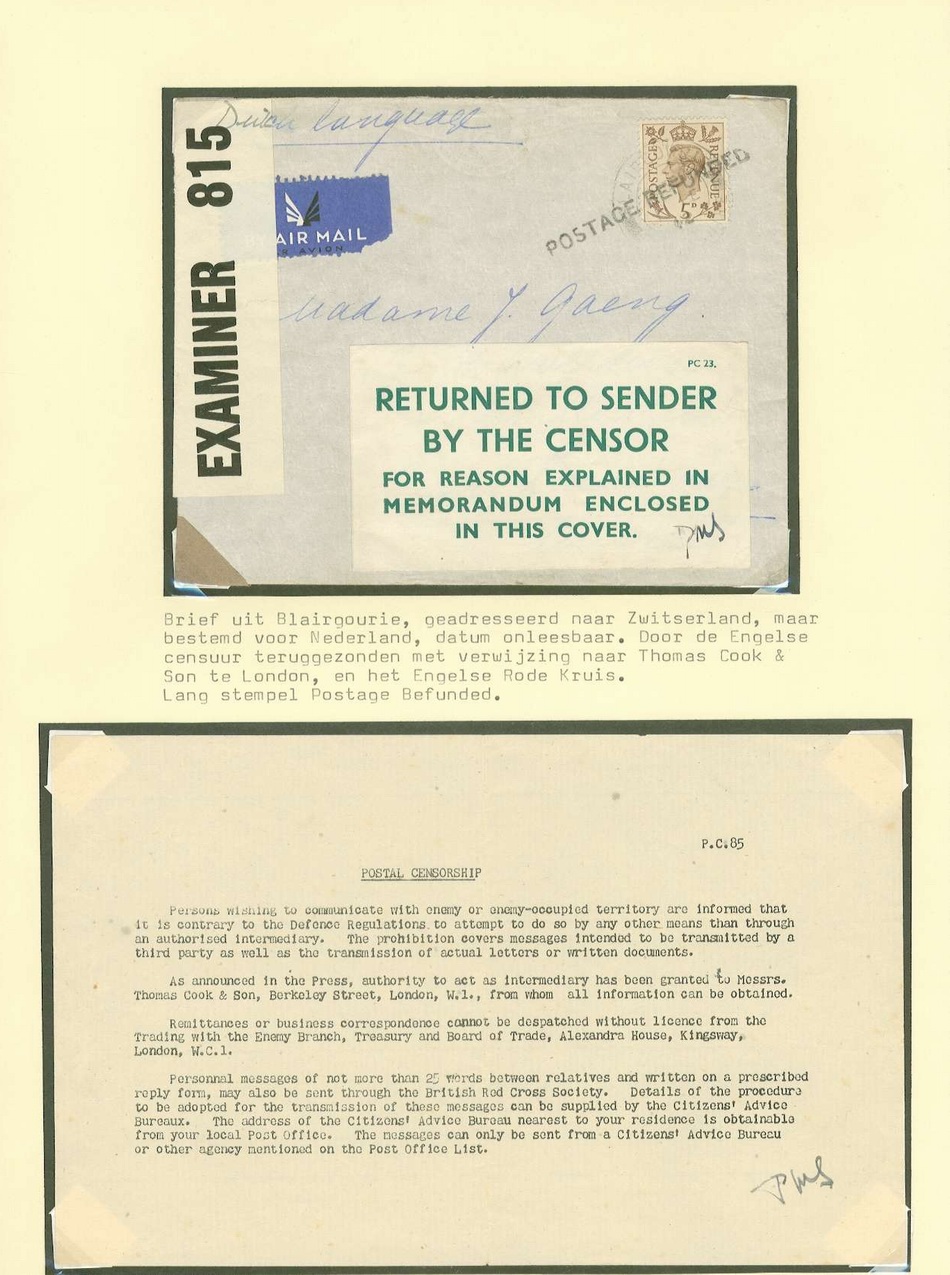 Dutch language
EXAMINER 815
AIR MAIL
R AVION
POSTAGE REVENUE
5D
POSTAGE REFUNDED
Madame J. Gaeng.
PC 23.
RETURNED TO SENDER
BY THE CENSOR
FOR REASON EXPLAINED IN
MEMORANDUM ENCLOSED
IN THIS COVER.
PMS
Brief uit Blairgourie, geadresseerd naar Zwitserland, maar
bestemd voor Nederland, datum onleesbaar. Door de Engelse
censuur teruggezonden met verwijzing naar Thomas Cook &
Son te London, en het Engelse Rode Kruis.
Lang stempel Postage Befunded.
P.C.85
POSTAL CENSORSHIP
Persons wishing to communicate with enemy or enemy-occupied territory are informed that
it is contrary to the Defence Regulations to attempt to do so by any other means than through
an authorised intermediary. The prohibition covers messages intended to be transmitted by a
third party as well as the transmission of actual letters or written documents.
As announced in the Press, authority to act as intermediary has been granted to Messrs.
Thomas Cook & Son, Berkeley Street, London, W.1., from whom all information can be obtained.
Remittances or business correspondence cannot be despatched without licence from the
Trading with the Enemy Branch, Treasury and Board of Trade, Alexandra House, Kingsway,
London, W.C.1.
Personnal messages of not more than 25 words between relatives and written on a prescribed
reply form, may also be sent through the British Red Cross Society. Details of the procedure
to be adopted for the transmission of these messages can be supplied by the Citizens' Advice
Bureaux. The address of the Citizens' Advice Bureau nearest to your residence is obtainable
from your local Post Office. The messages can only be sent from a Citizens' Advice Bureau
or other agency mentioned on the Post Office List.
PMS